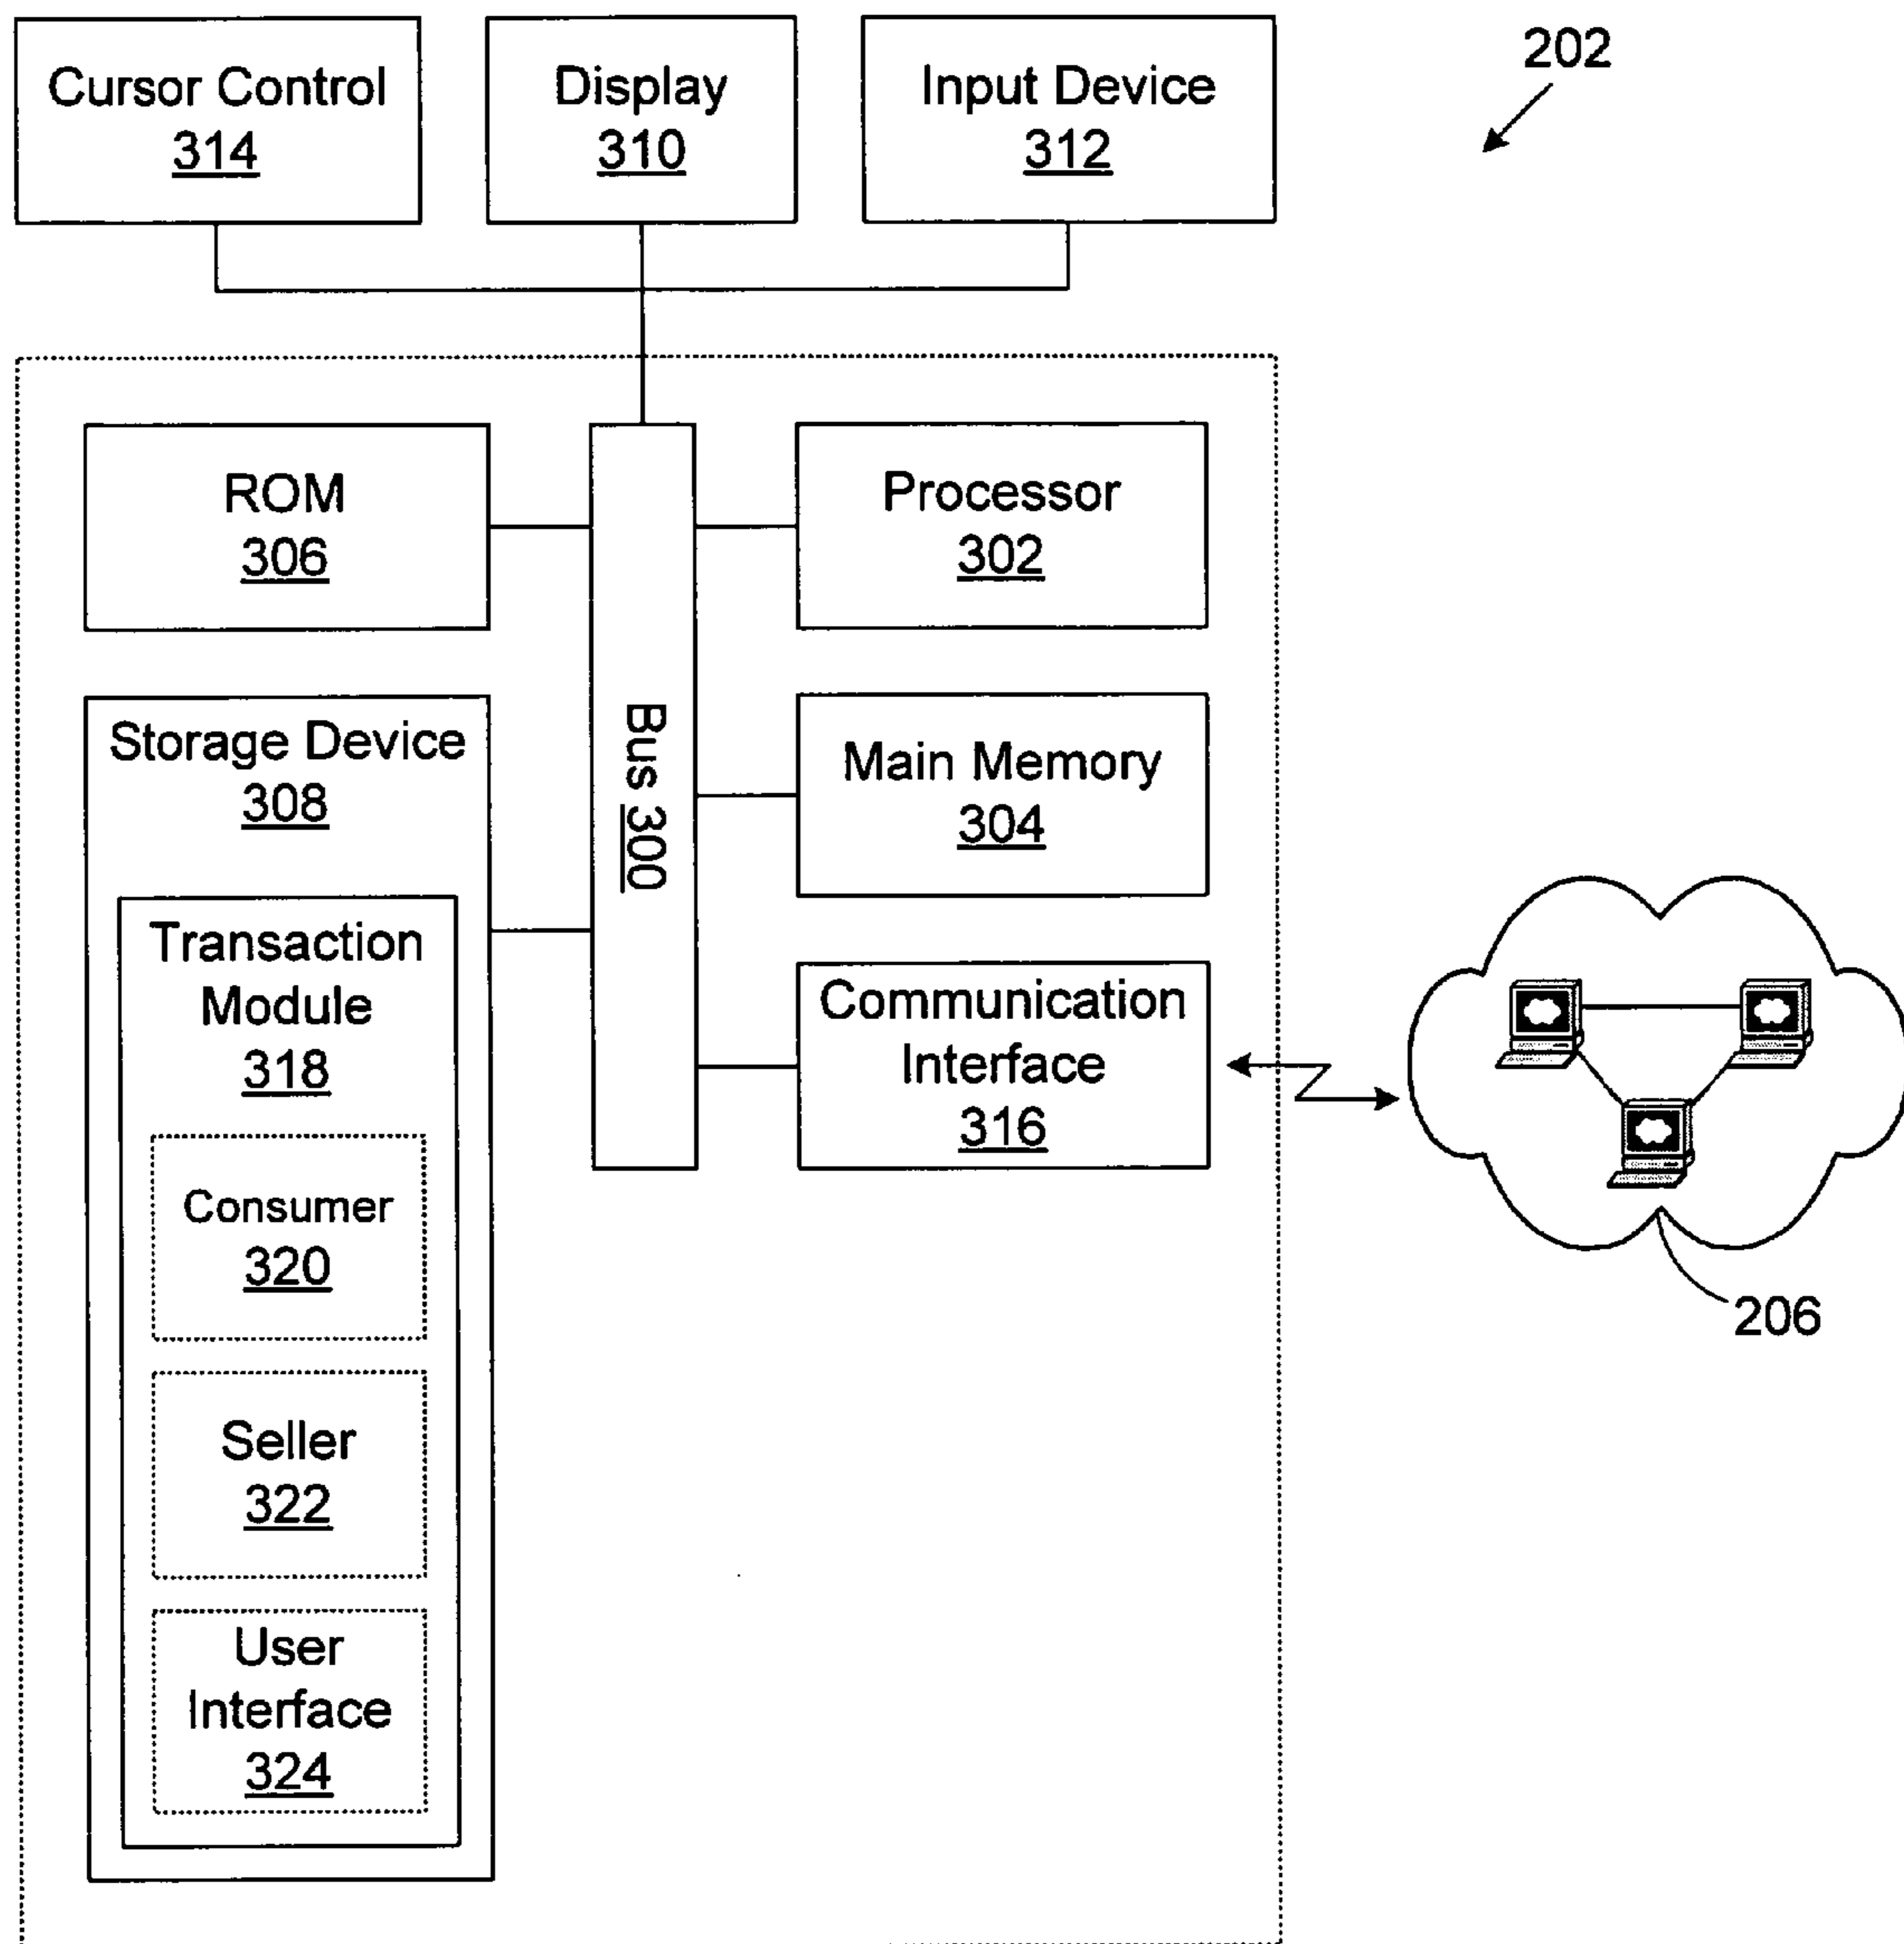 Cursor Control
314
Display
310
Input Device
312
202
ROM
306
Processor
302
Bus 300
Storage Device
308
Main Memory
304
Transaction
Module
318
Communication
Interface
316
Consumer
320
Seller
322
User
Interface
324
206